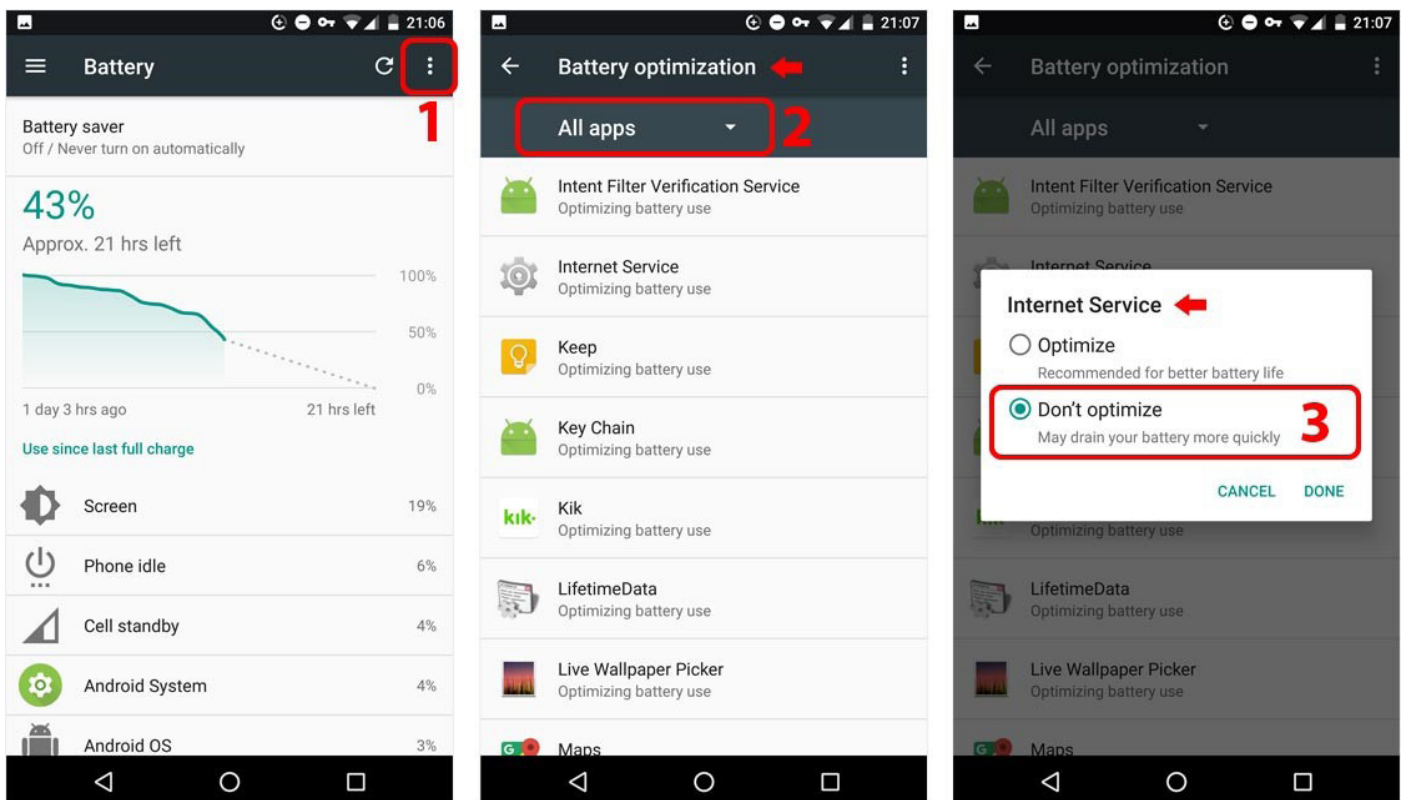 21:06
Battery
1
Battery saver
Off / Never turn on automatically
43%
Approx. 21 hrs left
100%
50%
0%
1 day 3 hrs ago
21 hrs left
Use since last full charge
Screen
19%
Phone idle
6%
Cell standby
4%
Android System
4%
Android OS
3%
21:07
Battery optimization
All apps
2
Intent Filter Verification Service
Optimizing battery use
Internet Service
Optimizing battery use
Keep
Optimizing battery use
Key Chain
Optimizing battery use
kik
Kik
Optimizing battery use
LifetimeData
Optimizing battery use
Live Wallpaper Picker
Optimizing battery use
G
Maps
21:07
Battery optimization
All apps
Intent Filter Verification Service
Optimizing battery use
Internet Service
Internet Service
Optimize
Recommended for better battery life
Don't optimize
May drain your battery more quickly
3
CANCEL
DONE
Optimizing battery use
LifetimeData
Optimizing battery use
Live Wallpaper Picker
Optimizing battery use
G
Maps